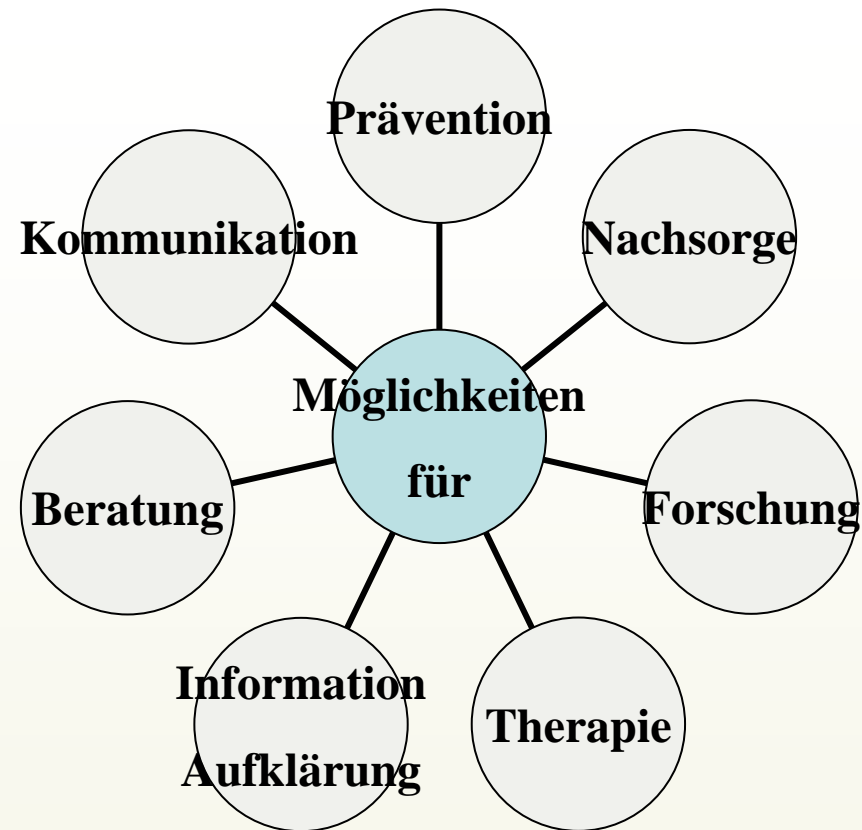 Prävention
Kommunikation
Nachsorge
Möglichkeiten
für
Beratung
Forschung
Information
Aufklärung
Therapie